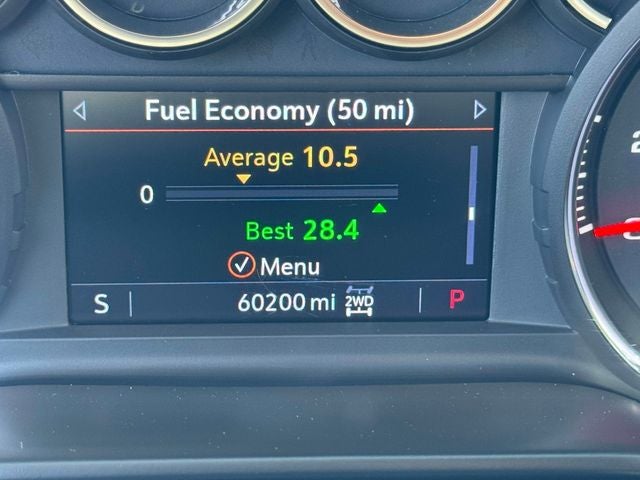 Fuel Economy (50 mi)
Average 10.5
0
Best 28.4
Menu
S 60200 mi 2WD P